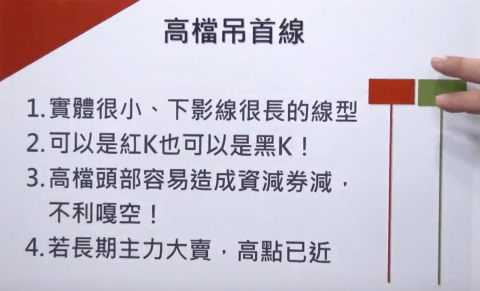 高檔吊首線
1.實體很小、下影線很長的線型
2.可以是紅K也可以是黑K！
3.高檔頭部容易造成資減券減，
不利嘎空！
4.若長期主力大賣，高點已近